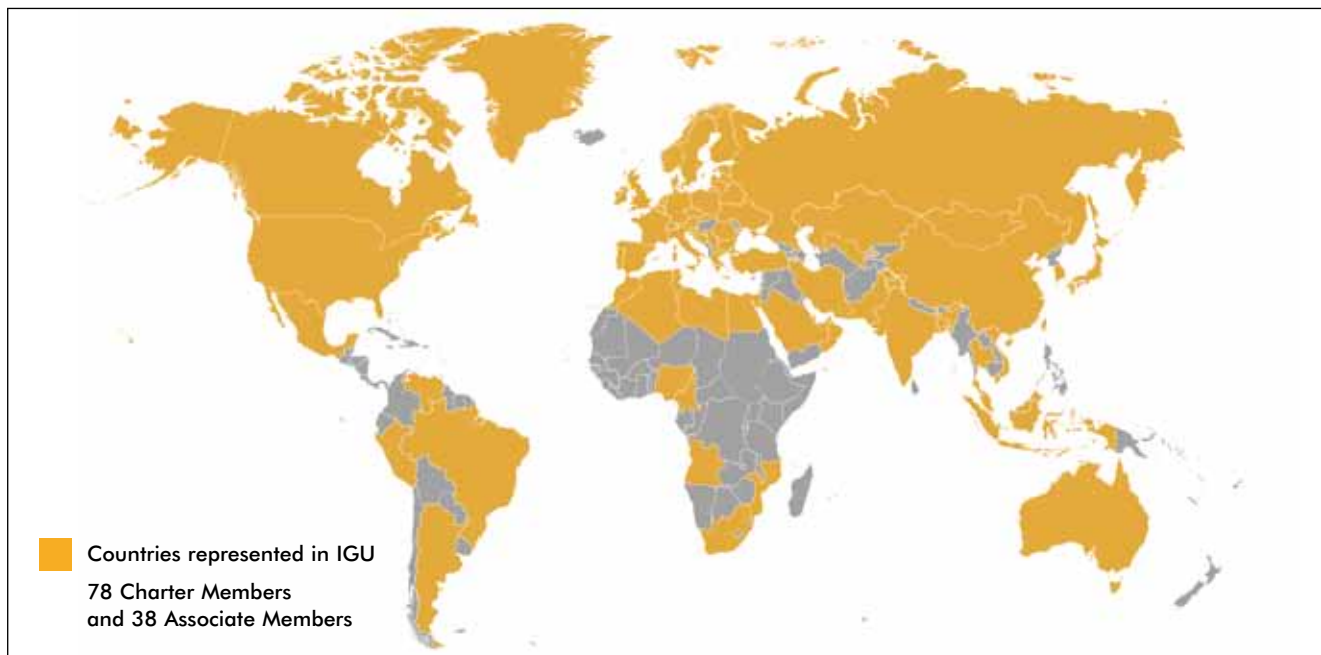 Countries represented in IGU
78 Charter Members
and 38 Associate Members